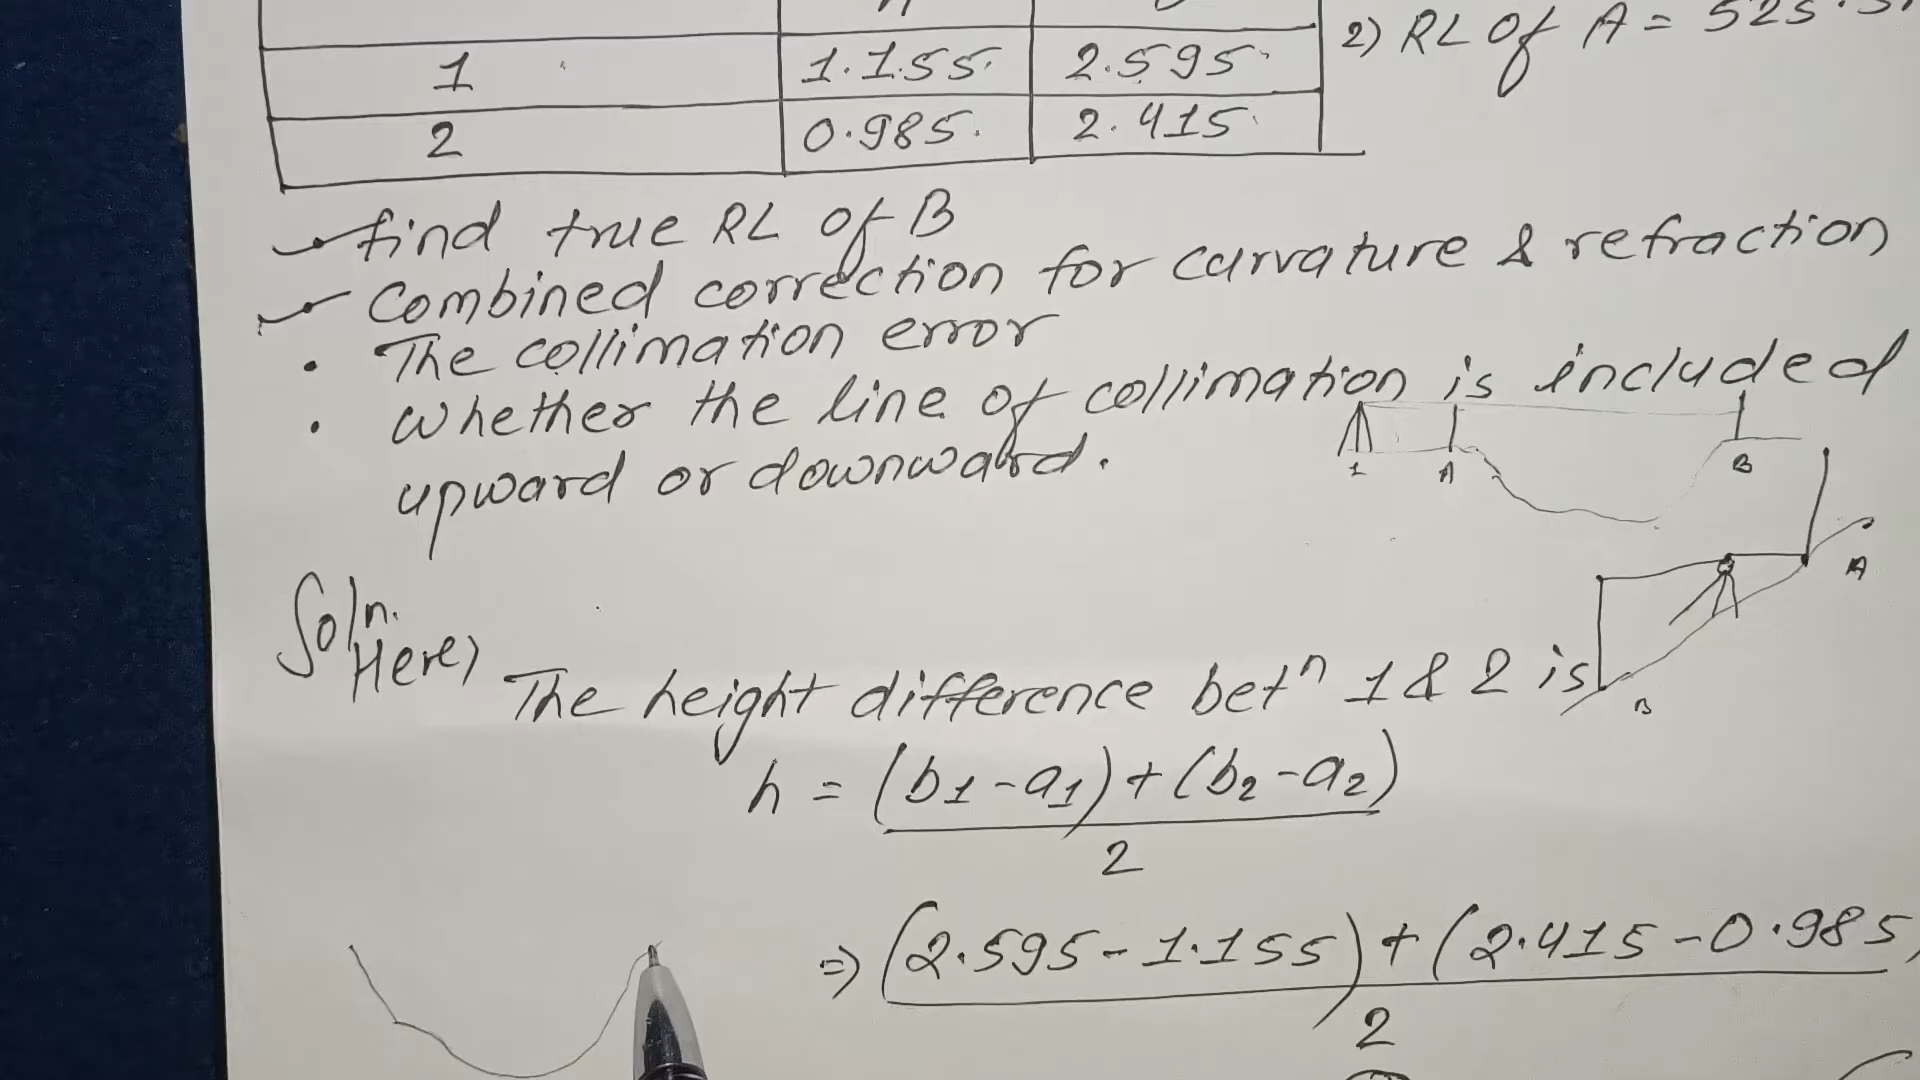 2) RL Of A = 525.
1 1.155. 2.595
2 0.985. 2.415
find true RL of B
Combined correction for curvature & refraction
• The collimation error
• Whether the line of collimation is included
upward or downward.
1 A B
A
Soln.
Here,
The height difference betn 1 & 2 is
B
h = (b1-a1)+(b2-a2)
2
⇒ (2.595-1.155)+(2.415-0.985
2